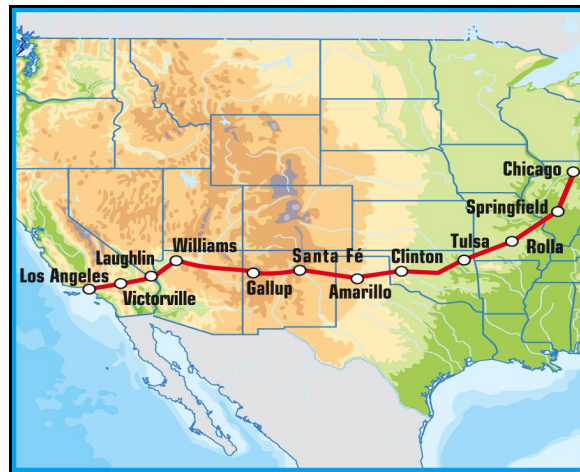 Chicago
Springfield
Rolla
Tulsa
Clinton
Amarillo
Santa Fé
Gallup
Williams
Laughlin
Victorville
Los Angeles